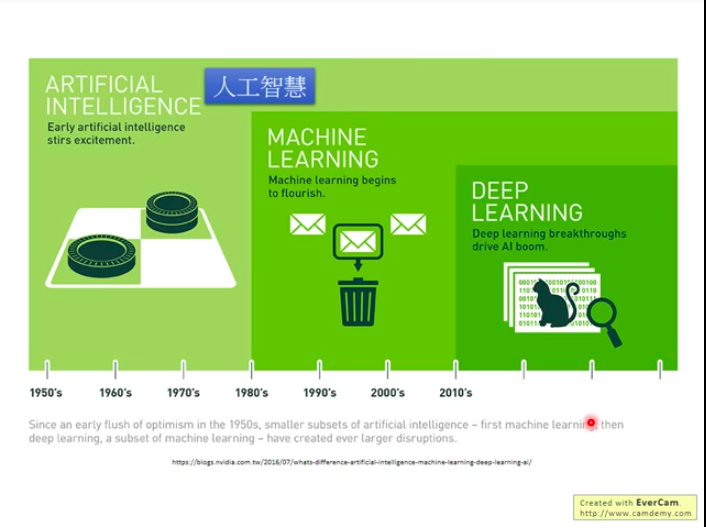 ARTIFICIAL
INTELLIGENCE
人工智慧
Early artificial intelligence
stirs excitement.
MACHINE
LEARNING
Machine learning begins
to flourish.
DEEP
LEARNING
Deep learning breakthroughs
drive AI boom.
1950's 1960's 1970's 1980's 1990's 2000's 2010's
Since an early flush of optimism in the 1950s, smaller subsets of artificial intelligence – first machine learning, then
deep learning, a subset of machine learning – have created ever larger disruptions.
https://blogs.nvidia.com.tw/2016/07/whats-difference-artificial-intelligence-machine-learning-deep-learning-ai/
Created with EverCam.
http://www.camdemy.com